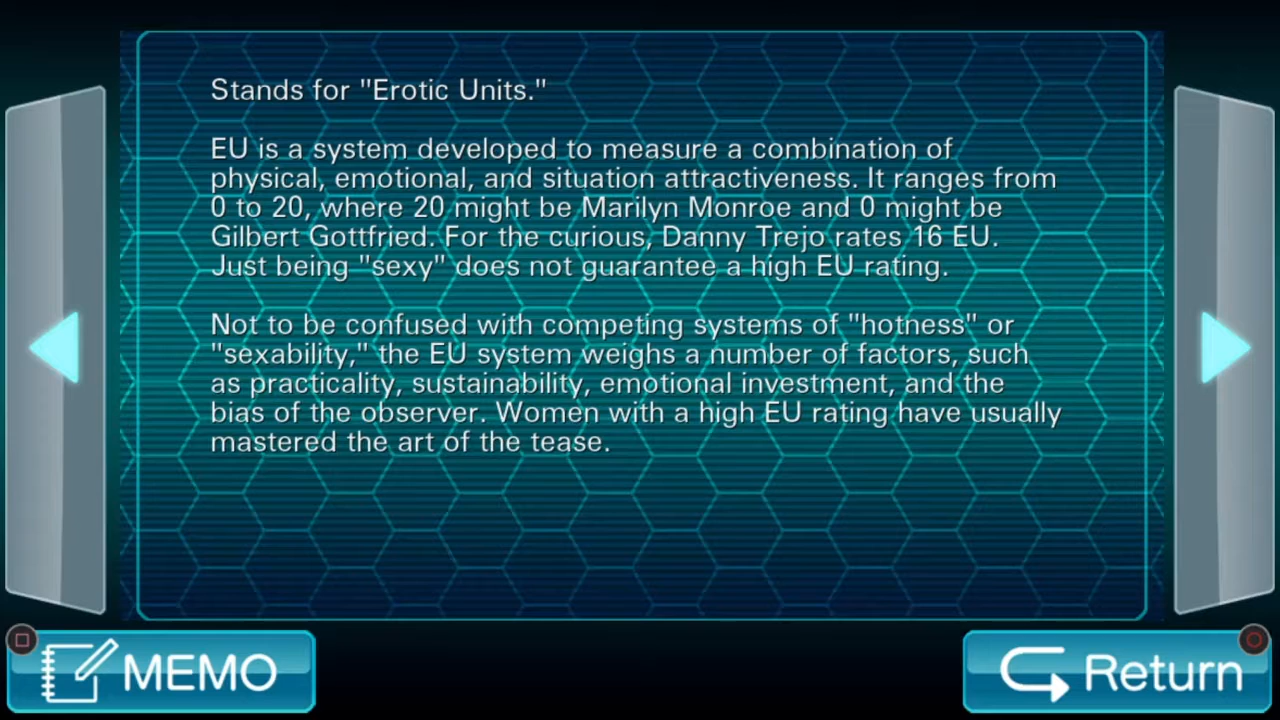 Stands for "Erotic Units."
EU is a system developed to measure a combination of
physical, emotional, and situation attractiveness. It ranges from
0 to 20, where 20 might be Marilyn Monroe and 0 might be
Gilbert Gottfried. For the curious, Danny Trejo rates 16 EU.
Just being "sexy" does not guarantee a high EU rating.
Not to be confused with competing systems of "hotness" or
"sexability," the EU system weighs a number of factors, such
as practicality, sustainability, emotional investment, and the
bias of the observer. Women with a high EU rating have usually
mastered the art of the tease.
MEMO
Return